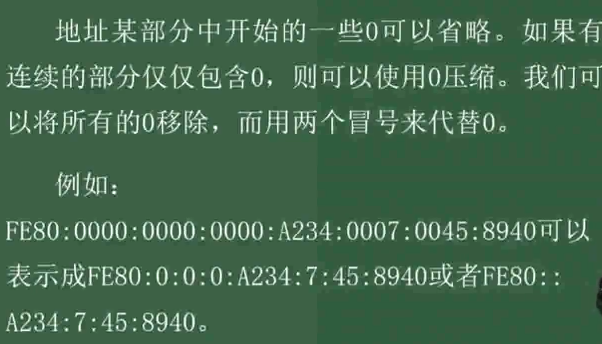 地址某部分中开始的一些0可以省略。如果有
连续的部分仅仅包含0，则可以使用0压缩。我们可
以将所有的0移除，而用两个冒号来代替0。
例如：
FE80:0000:0000:0000:A234:0007:0045:8940可以
表示成FE80:0:0:0:A234:7:45:8940或者FE80::
A234:7:45:8940。